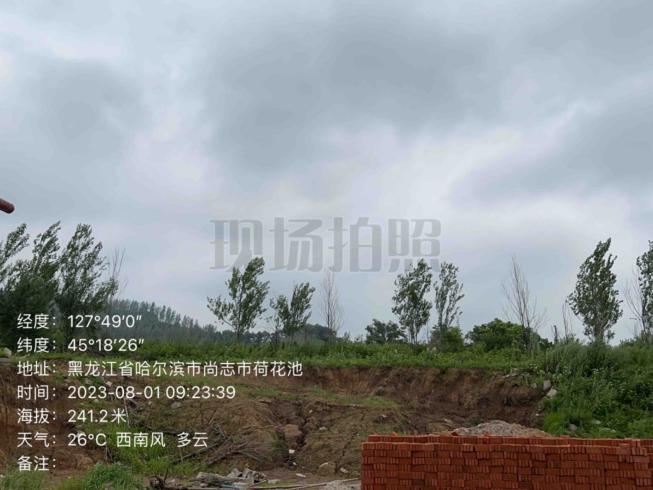 现场拍照
经度：127°49′0″
纬度：45°18′26″
地址：黑龙江省哈尔滨市尚志市荷花池
时间：2023-08-01 09:23:39
海拔：241.2米
天气：26°C 西南风 多云
备注：